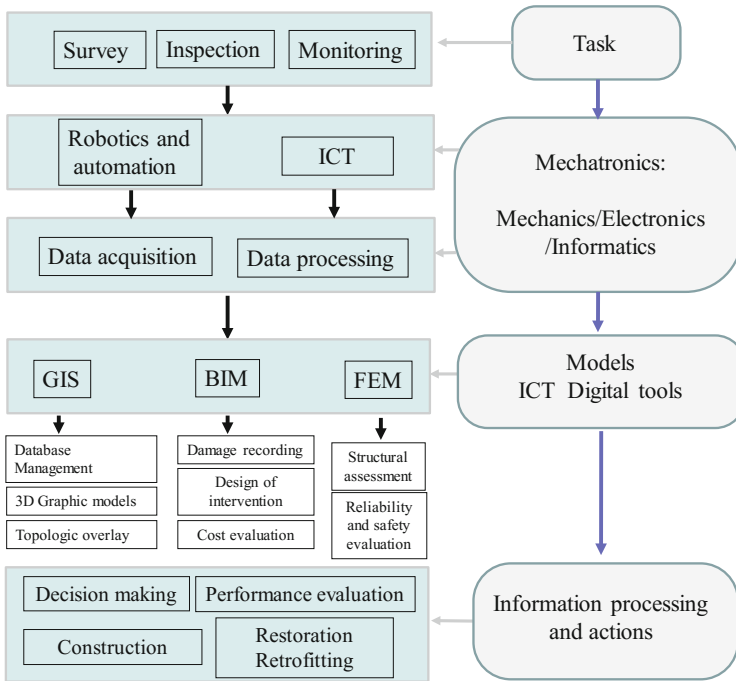 Survey
Inspection
Monitoring
Task
Robotics and
automation
ICT
Mechatronics:
Mechanics/Electronics
/Informatics
Data acquisition
Data processing
GIS
BIM
FEM
Models
ICT Digital tools
Database
Management
3D Graphic models
Topologic overlay
Damage recording
Design of
intervention
Cost evaluation
Structural
assessment
Reliability
and safety
evaluation
Decision making
Performance evaluation
Construction
Restoration
Retrofitting
Information processing
and actions